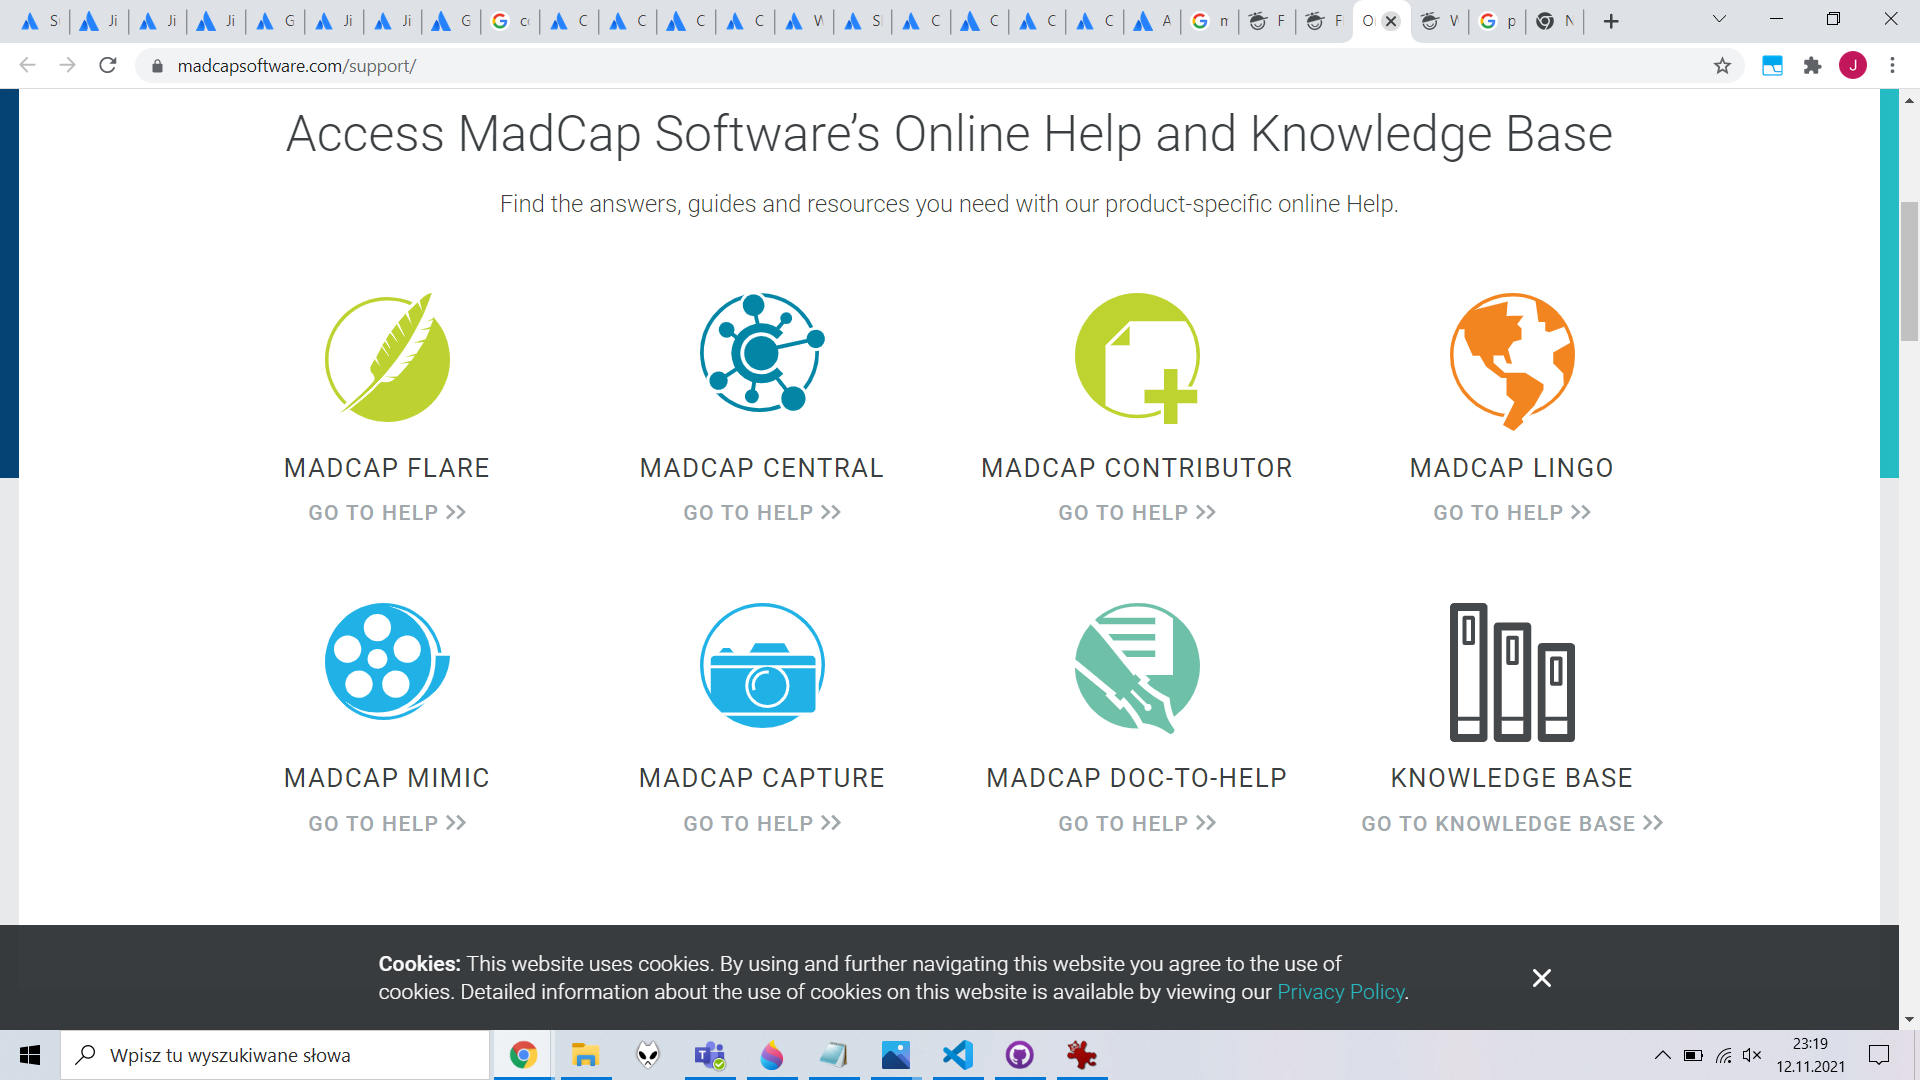 madcapsoftware.com/support/
J
Access MadCap Software’s Online Help and Knowledge Base
Find the answers, guides and resources you need with our product-specific online Help.
MADCAP FLARE
GO TO HELP >>
MADCAP CENTRAL
GO TO HELP >>
MADCAP CONTRIBUTOR
GO TO HELP >>
MADCAP LINGO
GO TO HELP >>
MADCAP MIMIC
GO TO HELP >>
MADCAP CAPTURE
GO TO HELP >>
MADCAP DOC-TO-HELP
GO TO HELP >>
KNOWLEDGE BASE
GO TO KNOWLEDGE BASE >>
Cookies: This website uses cookies. By using and further navigating this website you agree to the use of
cookies. Detailed information about the use of cookies on this website is available by viewing our Privacy Policy.
Wpisz tu wyszukiwane słowa
23:19
12.11.2021